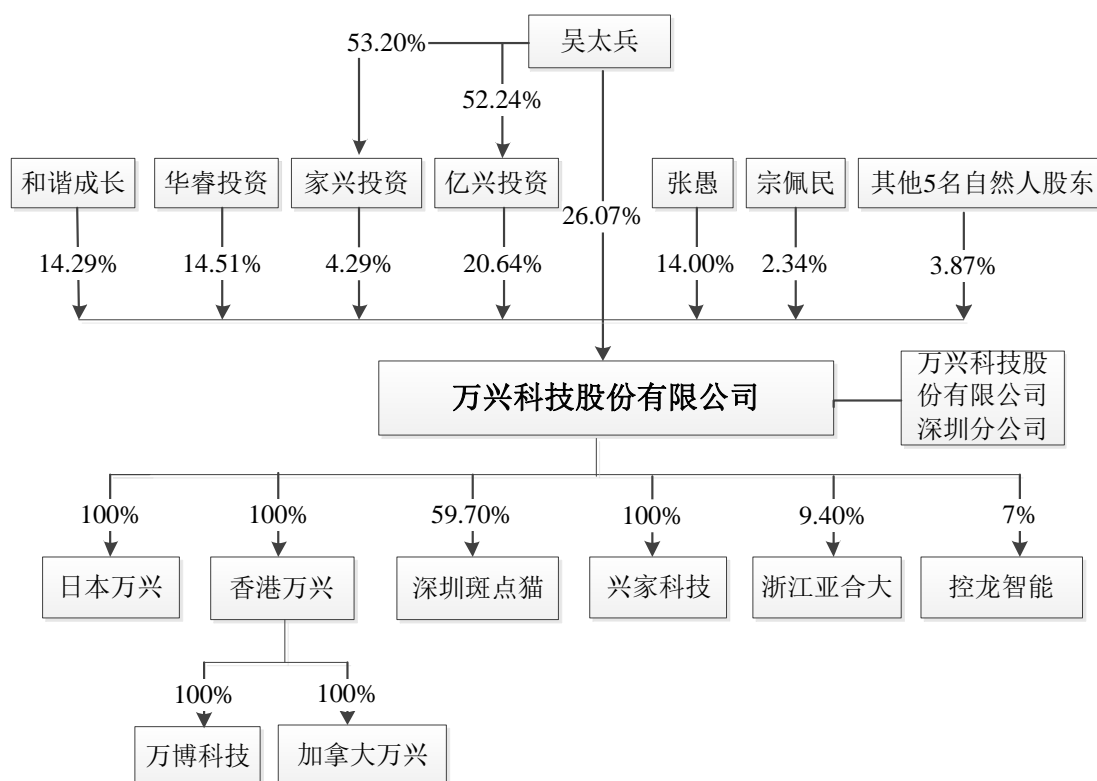 吴太兵
53.20%
52.24%
和谐成长
华睿投资
家兴投资
亿兴投资
张愚
宗佩民
其他5名自然人股东
26.07%
14.29%
14.51%
4.29%
20.64%
14.00%
2.34%
3.87%
万兴科技股份有限公司
万兴科技股
份有限公司
深圳分公司
100%
100%
59.70%
100%
9.40%
7%
日本万兴
香港万兴
深圳斑点猫
兴家科技
浙江亚合大
控龙智能
100%
100%
万博科技
加拿大万兴